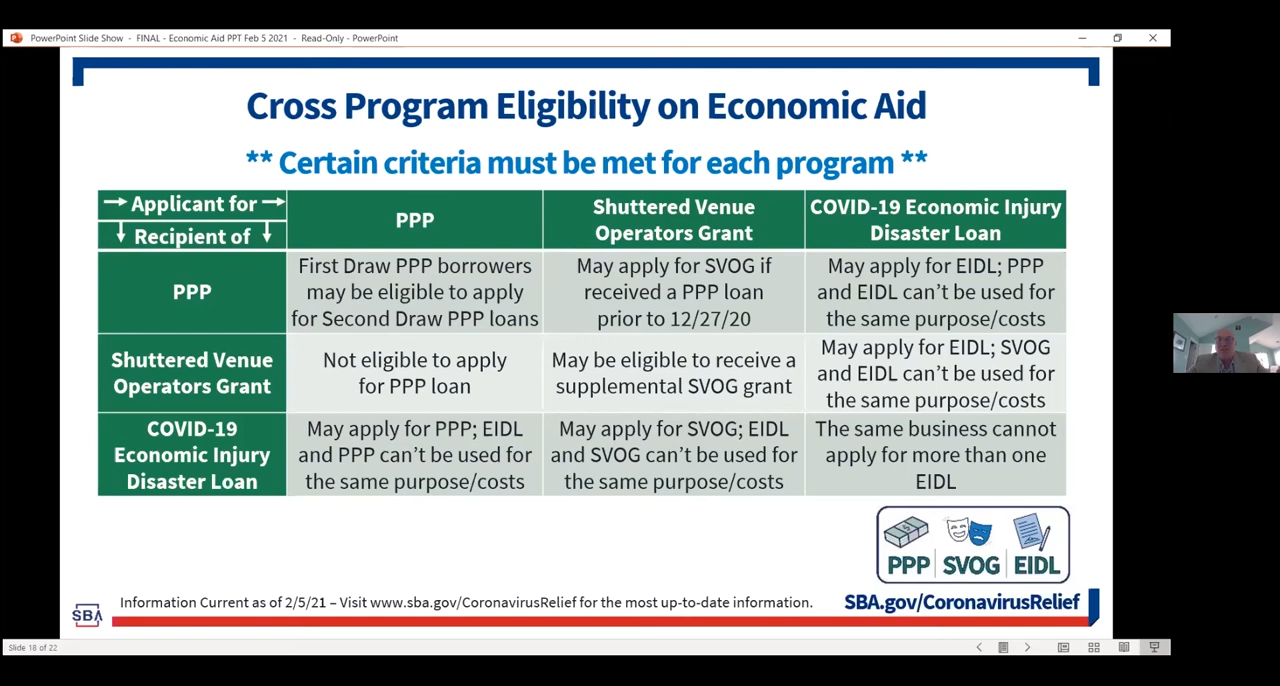 PowerPoint Slide Show - FINAL - Economic Aid PPT Feb 5 2021 - Read-Only - PowerPoint
Cross Program Eligibility on Economic Aid
** Certain criteria must be met for each program **
→ Applicant for →
↓ Recipient of ↓
PPP
Shuttered Venue
Operators Grant
COVID-19 Economic Injury
Disaster Loan
PPP
First Draw PPP borrowers
may be eligible to apply
for Second Draw PPP loans
May apply for SVOG if
received a PPP loan
prior to 12/27/20
May apply for EIDL; PPP
and EIDL can't be used for
the same purpose/costs
Shuttered Venue
Operators Grant
Not eligible to apply
for PPP loan
May be eligible to receive a
supplemental SVOG grant
May apply for EIDL; SVOG
and EIDL can't be used for
the same purpose/costs
COVID-19
Economic Injury
Disaster Loan
May apply for PPP; EIDL
and PPP can't be used for
the same purpose/costs
May apply for SVOG; EIDL
and SVOG can't be used for
the same purpose/costs
The same business cannot
apply for more than one
EIDL
PPP SVOG EIDL
SBA
Information Current as of 2/5/21 – Visit www.sba.gov/CoronavirusRelief for the most up-to-date information.
SBA.gov/CoronavirusRelief
Slide 18 of 22